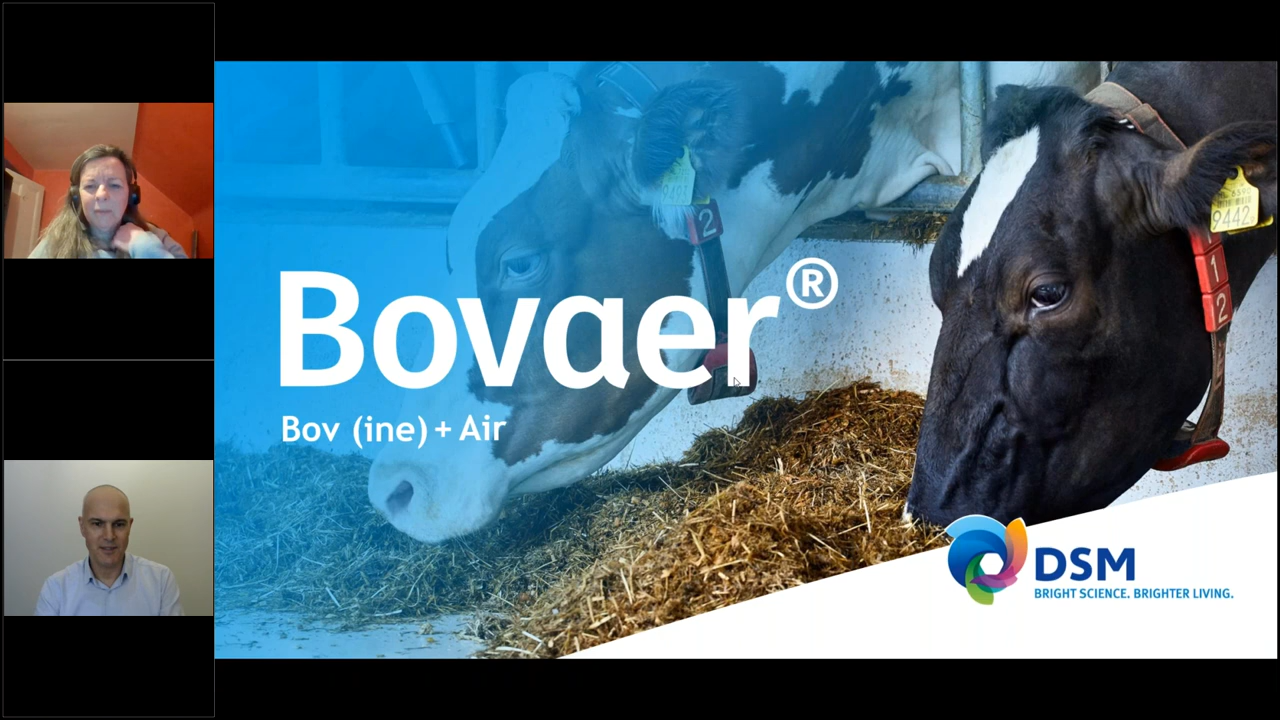 Bovaer®
Bov (ine) + Air
2
9442
1
2
DSM
BRIGHT SCIENCE. BRIGHTER LIVING.